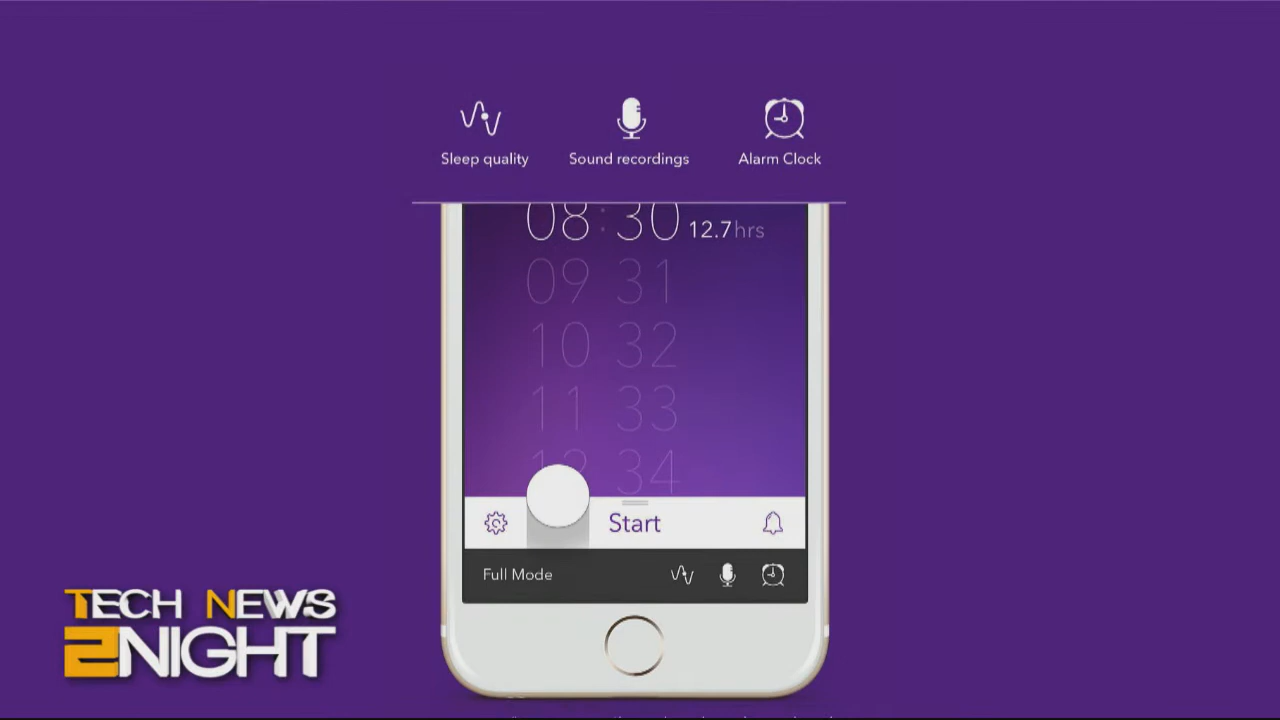 Sleep quality Sound recordings Alarm Clock
08:30 12.7hrs
09 31
10 32
11 33
34
Start
Full Mode
TECH NEWS
2NIGHT